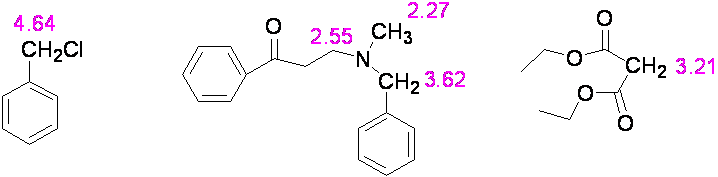 4.64
CH2Cl
O
2.55
N
2.27
CH3
CH2
3.62
O
O
CH2
3.21
O
O